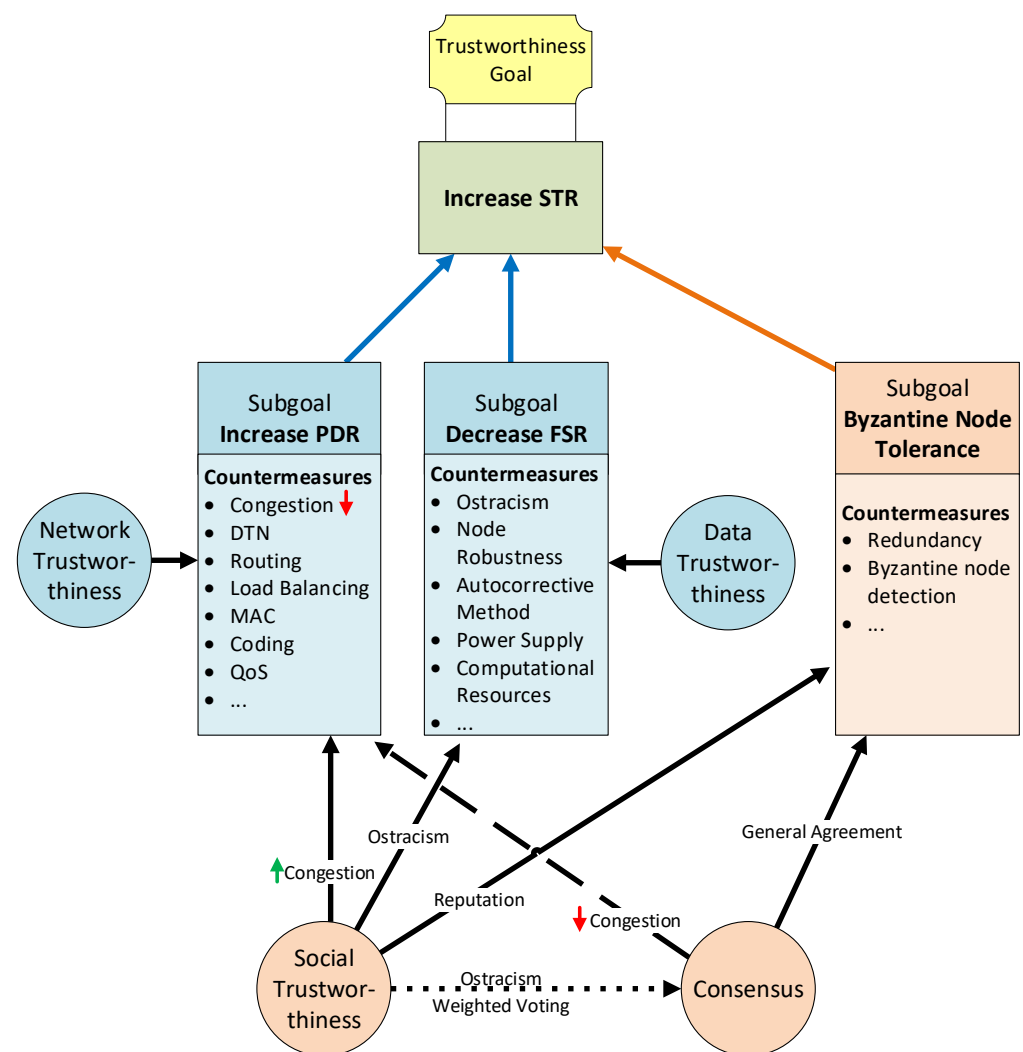 Trustworthiness
Goal
Increase STR
Subgoal
Increase PDR
Countermeasures
• Congestion
• DTN
• Routing
• Load Balancing
• MAC
• Coding
• QoS
• ...
Subgoal
Decrease FSR
Countermeasures
• Ostracism
• Node
Robustness
• Autocorrective
Method
• Power Supply
• Computational
Resources
• ...
Subgoal
Byzantine Node
Tolerance
Countermeasures
• Redundancy
• Byzantine node
detection
• ...
Network
Trustwor-
thiness
Data
Trustwor-
thiness
Ostracism
General Agreement
Congestion
Reputation
Congestion
Social
Trustwor-
thiness
Ostracism
Weighted Voting
Consensus